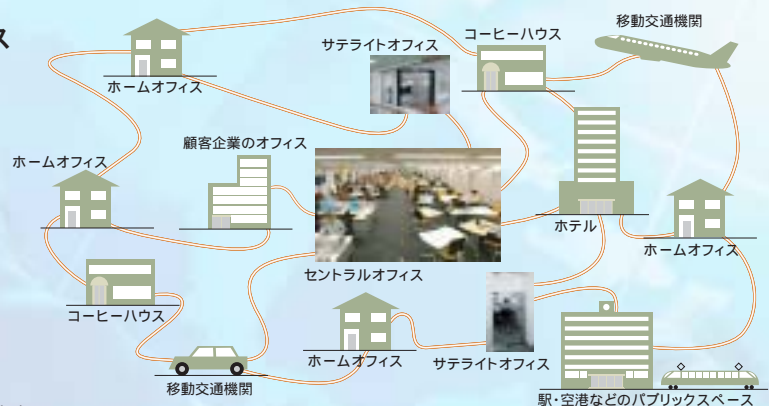 ス
移動交通機関
コーヒーハウス
サテライトオフィス
ホームオフィス
顧客企業のオフィス
ホームオフィス
ホテル
ホームオフィス
セントラルオフィス
コーヒーハウス
ホームオフィス
サテライトオフィス
移動交通機関
駅・空港などのパブリックスペース